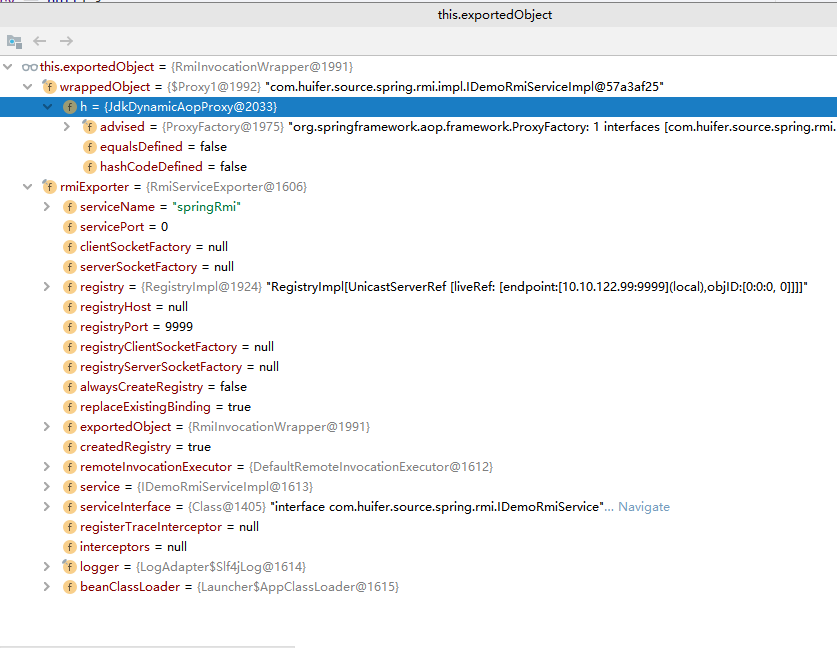 this.exportedObject
this.exportedObject = {RmiInvocationWrapper@1991}
wrappedObject = {$Proxy1@1992} "com.huifer.source.spring.rmi.impl.IDemoRmiServiceImpl@57a3af25"
h = {JdkDynamicAopProxy@2033}
advised = {ProxyFactory@1975} "org.springframework.aop.framework.ProxyFactory: 1 interfaces [com.huifer.source.spring.rmi.
equalsDefined = false
hashCodeDefined = false
rmiExporter = {RmiServiceExporter@1606}
serviceName = "springRmi"
servicePort = 0
clientSocketFactory = null
serverSocketFactory = null
registry = {RegistryImpl@1924} "RegistryImpl[UnicastServerRef [liveRef: [endpoint:[10.10.122.99:9999](local),objID:[0:0:0, 0]]]]"
registryHost = null
registryPort = 9999
registryClientSocketFactory = null
registryServerSocketFactory = null
alwaysCreateRegistry = false
replaceExistingBinding = true
exportedObject = {RmiInvocationWrapper@1991}
createdRegistry = true
remoteInvocationExecutor = {DefaultRemoteInvocationExecutor@1612}
service = {IDemoRmiServiceImpl@1613}
serviceInterface = {Class@1405} "interface com.huifer.source.spring.rmi.IDemoRmiService"... Navigate
registerTraceInterceptor = null
interceptors = null
logger = {LogAdapter$Slf4jLog@1614}
beanClassLoader = {Launcher$AppClassLoader@1615}